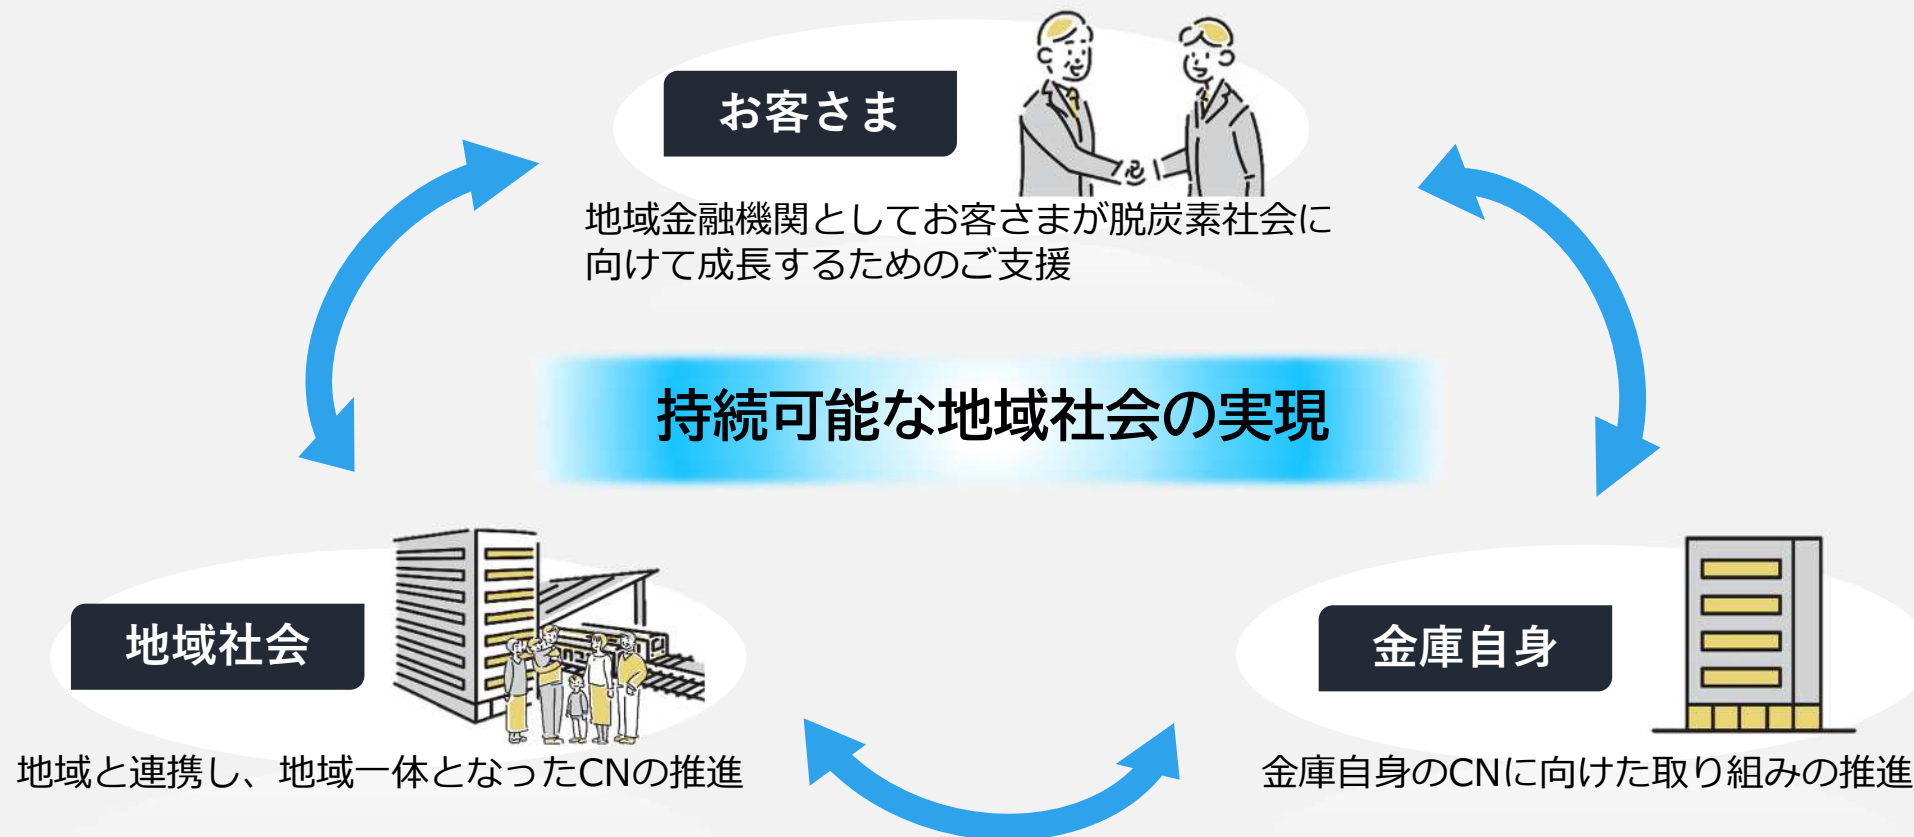 お客さま
地域金融機関としてお客さまが脱炭素社会に
向けて成長するためのご支援
持続可能な地域社会の実現
地域社会
地域と連携し、地域一体となったCNの推進
金庫自身
金庫自身のCNに向けた取り組みの推進